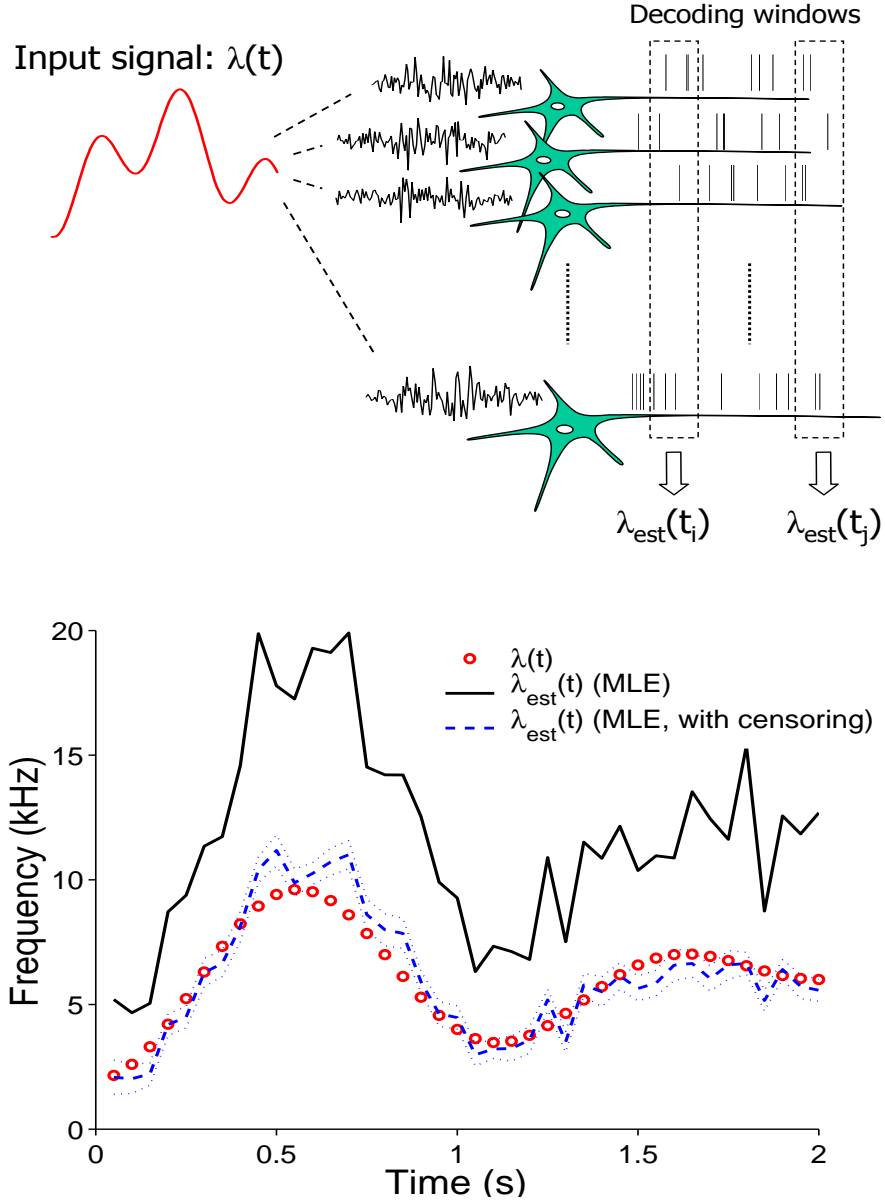 Decoding windows
Input signal: λ(t)
λest(ti)
λest(tj)
20
15
10
5
0
Frequency (kHz)
λ(t)
λest(t) (MLE)
λest(t) (MLE, with censoring)
0
0.5
1
1.5
2
Time (s)